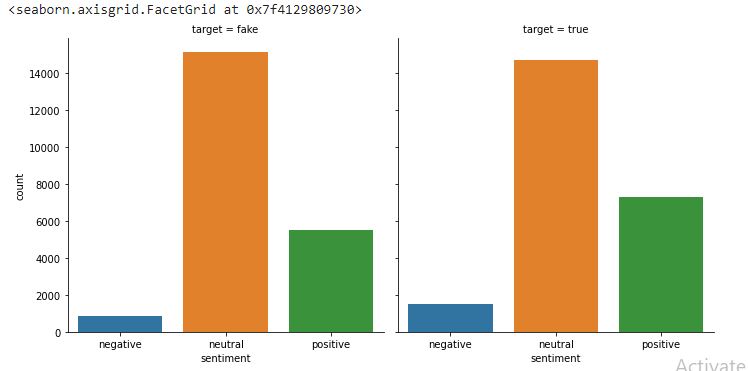 <seaborn.axisgrid.FacetGrid at 0x7f4129809730>
target = fake
target = true
14000
12000
10000
8000
6000
4000
2000
0
count
negative
neutral
positive
sentiment
negative
neutral
positive
sentiment
Activate